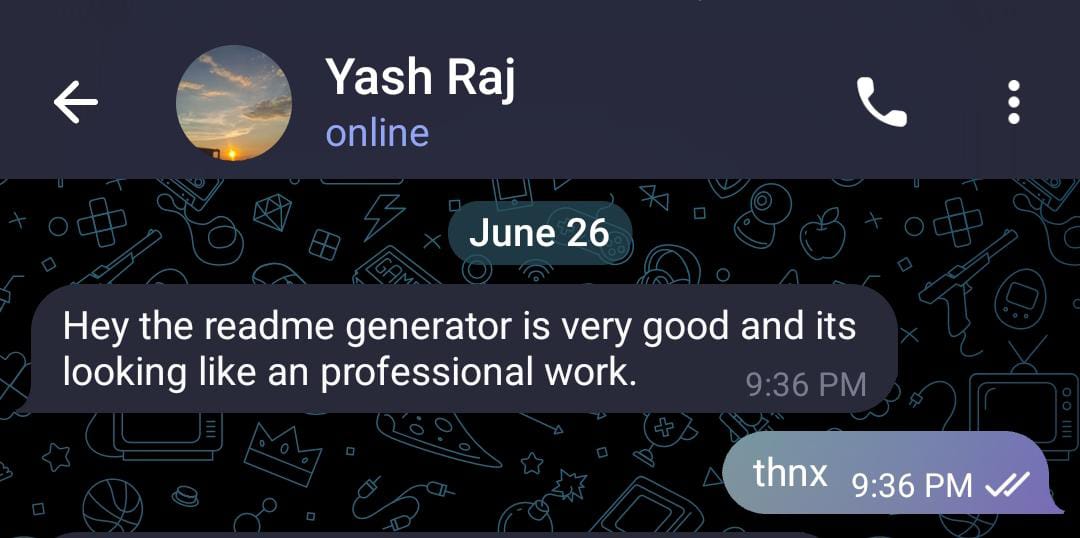 Yash Raj
online
June 26
GAME
Hey the readme generator is very good and its
looking like an professional work.
9:36 PM
thnx
9:36 PM